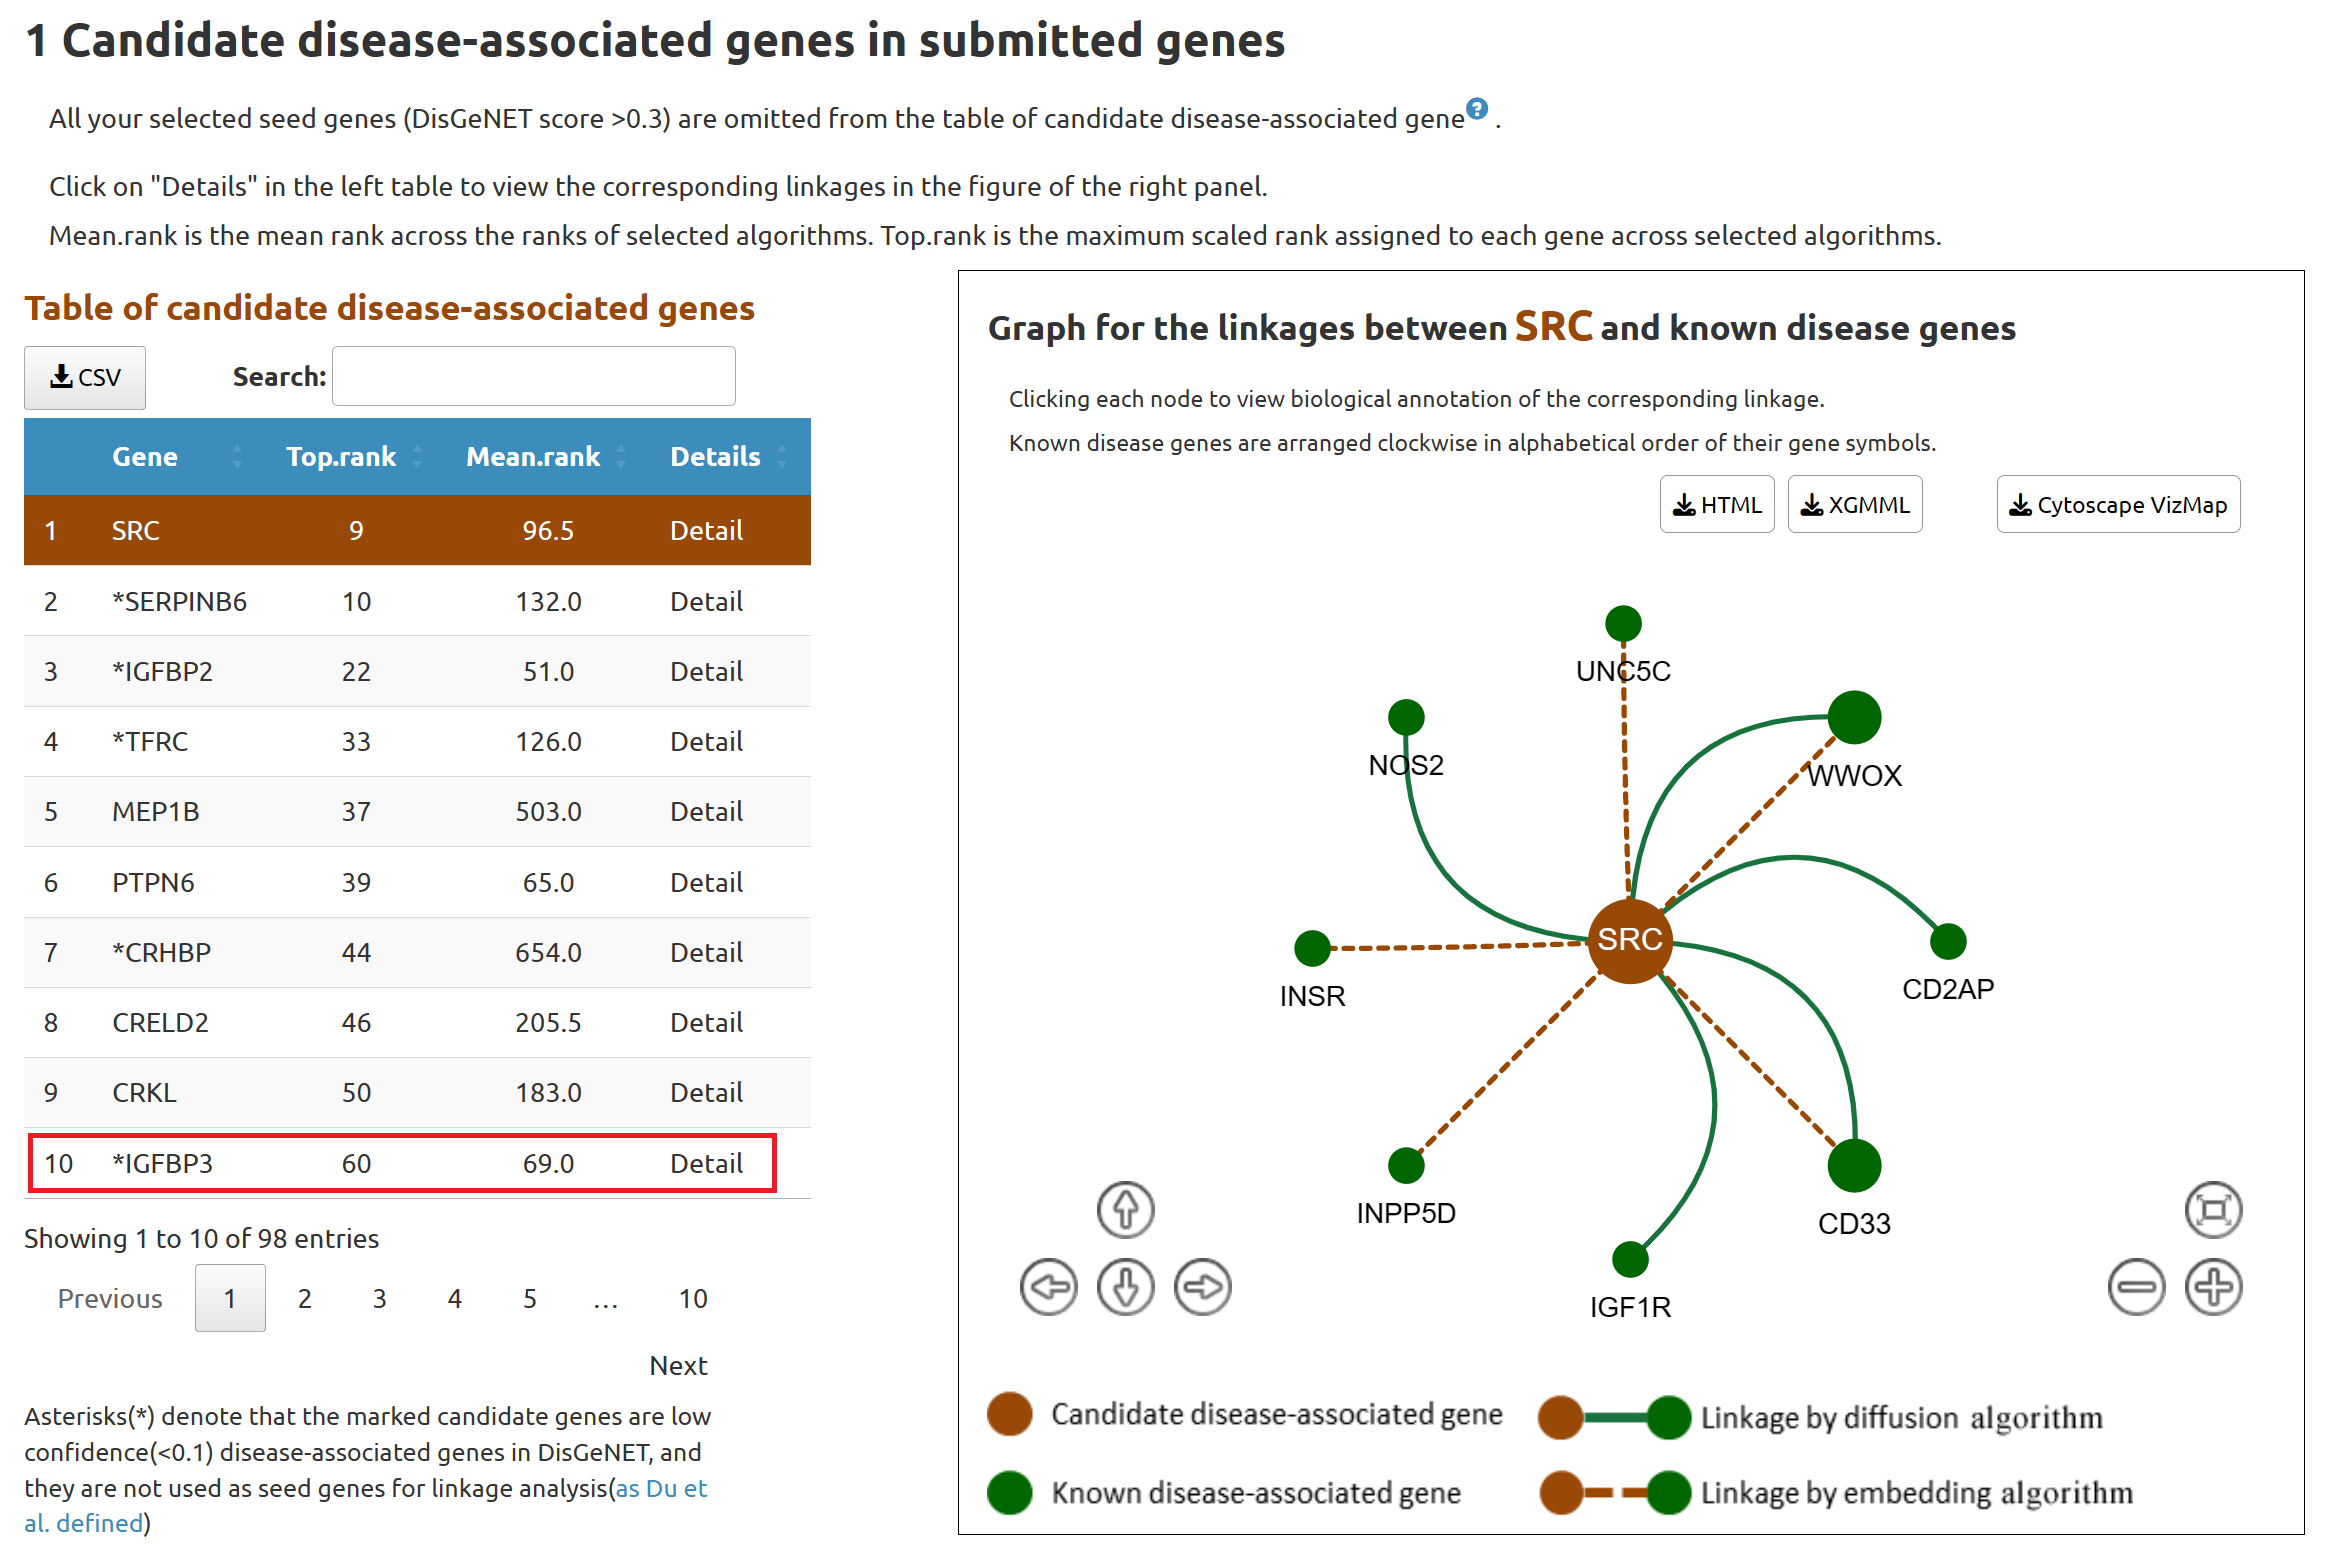 1 Candidate disease-associated genes in submitted genes
All your selected seed genes (DisGeNET score >0.3) are omitted from the table of candidate disease-associated gene? .
Click on "Details" in the left table to view the corresponding linkages in the figure of the right panel.
Mean.rank is the mean rank across the ranks of selected algorithms. Top.rank is the maximum scaled rank assigned to each gene across selected algorithms.
Table of candidate disease-associated genes
CSV Search:
Gene Top.rank Mean.rank Details
1 SRC 9 96.5 Detail
2 *SERPINB6 10 132.0 Detail
3 *IGFBP2 22 51.0 Detail
4 *TFRC 33 126.0 Detail
5 MEP1B 37 503.0 Detail
6 PTPN6 39 65.0 Detail
7 *CRHBP 44 654.0 Detail
8 CRELD2 46 205.5 Detail
9 CRKL 50 183.0 Detail
10 *IGFBP3 60 69.0 Detail
Showing 1 to 10 of 98 entries
Previous 1 2 3 4 5 ... 10
Next
Asterisks(*) denote that the marked candidate genes are low
confidence(<0.1) disease-associated genes in DisGeNET, and
they are not used as seed genes for linkage analysis(as Du et
al. defined)
Graph for the linkages between SRC and known disease genes
Clicking each node to view biological annotation of the corresponding linkage.
Known disease genes are arranged clockwise in alphabetical order of their gene symbols.
HTML XGMML Cytoscape VizMap
UNC5C
NOS2
WWOX
SRC
INSR
CD2AP
INPP5D
CD33
IGF1R
Candidate disease-associated gene
Linkage by diffusion algorithm
Known disease-associated gene
Linkage by embedding algorithm